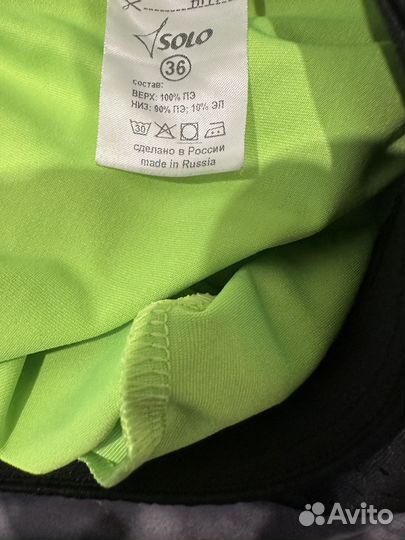 SOLO
36
состав:
ВЕРХ: 100% ПЭ
НИЗ: 90% ПЭ; 10% ЭЛ
30
сделано в России
made in Russia
Avito